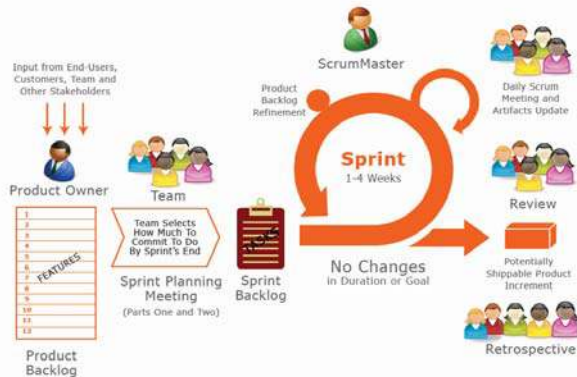 Input from End-Users,
Customers, Team and
Other Stakeholders
Product Owner
1
2
3
4
5
6
7
8
9
10
11
12
FEATURES
Product
Backlog
Team
Team Selects
How Much To
Commit To Do
By Sprint's End
Sprint Planning
Meeting
(Parts One and Two)
Sprint
Backlog
ScrumMaster
Product
Backlog
Refinement
Sprint
1-4 Weeks
No Changes
in Duration or Goal
Daily Scrum
Meeting and
Artifacts Update
Review
Potentially
Shippable Product
Increment
Retrospective